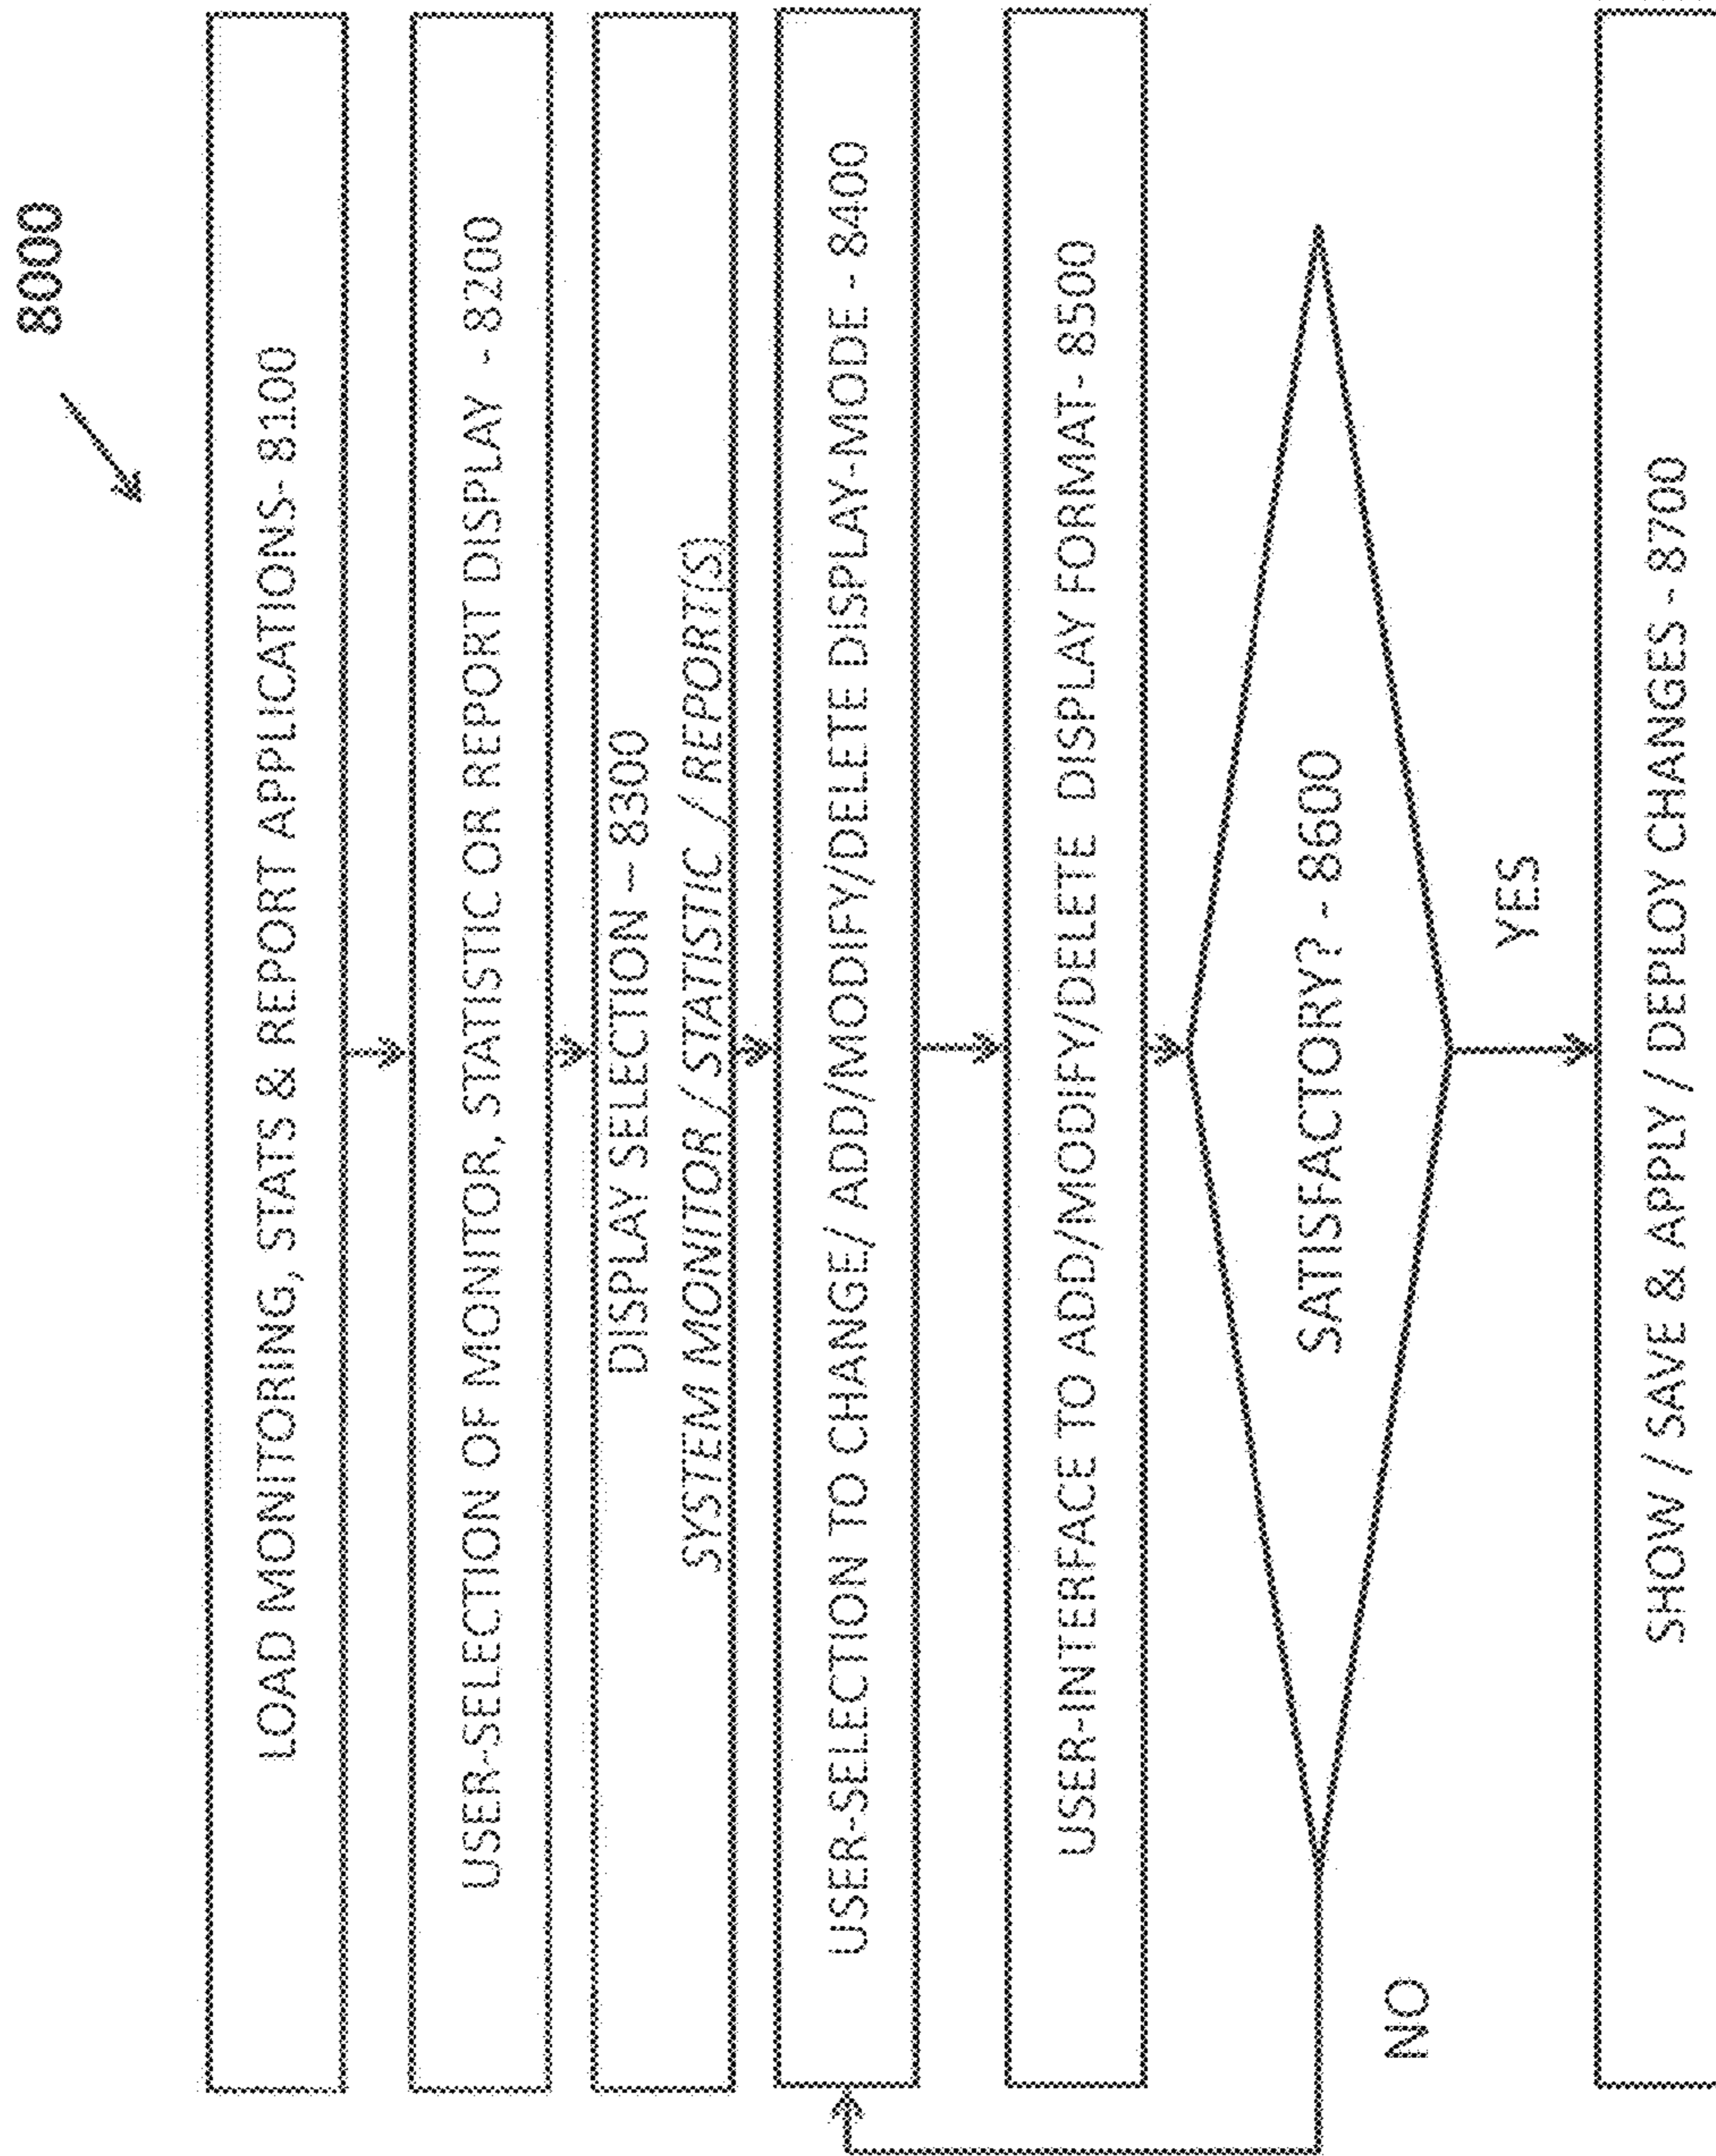 8000
LOAD MONITORING, STATS & REPORT APPLICATIONS- 8100
USER-SELECTION OF MONITOR, STATISTIC OR REPORT DISPLAY - 8200
DISPLAY SELECTION – 8300
SYSTEM MONITOR / STATISTIC / REPORT(S)
USER-SELECTION TO CHANGE/ ADD/MODIFY/DELETE DISPLAY-MODE - 8400
USER-INTERFACE TO ADD/MODIFY/DELETE DISPLAY FORMAT- 8500
SATISFACTORY? - 8600
NO
YES
SHOW / SAVE & APPLY / DEPLOY CHANGES - 8700